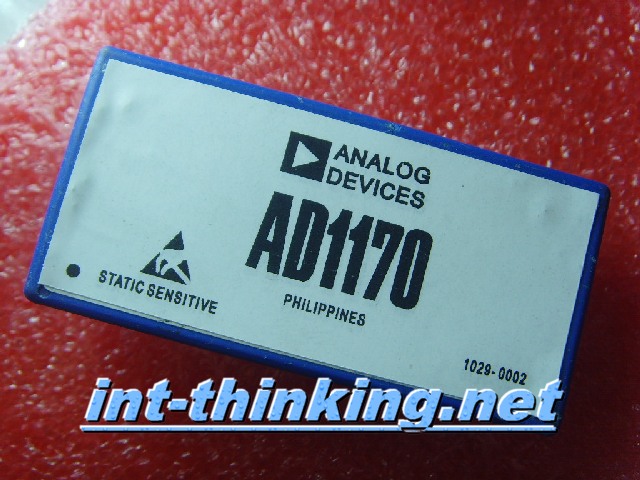 ANALOG
DEVICES
AD1170
STATIC SENSITIVE
PHILIPPINES
1029-0002
int-thinking.net